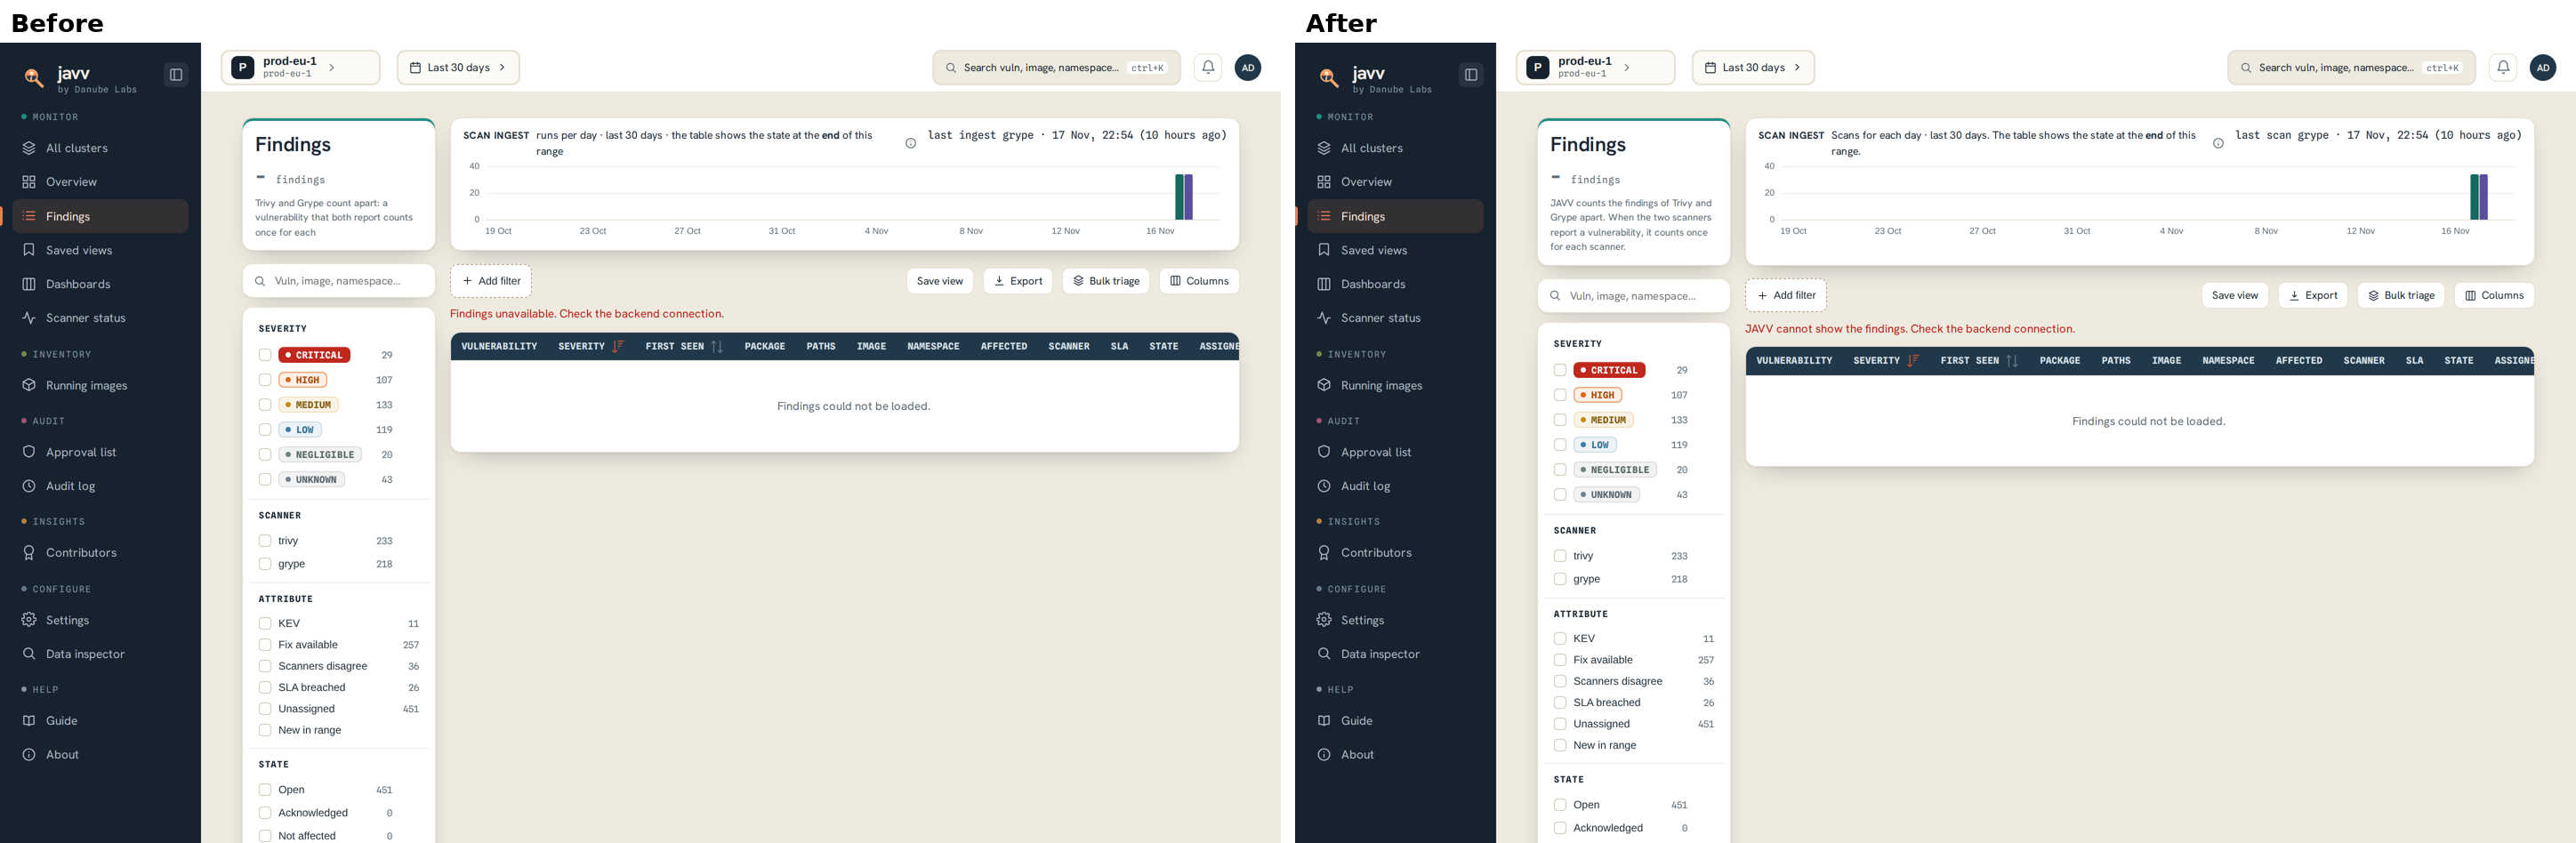 Before
javv
by Danube Labs
MONITOR
All clusters
Overview
Findings
Saved views
Dashboards
Scanner status
INVENTORY
Running images
AUDIT
Approval list
Audit log
INSIGHTS
Contributors
CONFIGURE
Settings
Data inspector
HELP
Guide
About
P
prod-eu-1
prod-eu-1
Last 30 days
Search vuln, image, namespace... ctrl+K
AD
Findings
– findings
Trivy and Grype count apart: a
vulnerability that both report counts
once for each
Vuln, image, namespace...
SEVERITY
CRITICAL 29
HIGH 107
MEDIUM 133
LOW 119
NEGLIGIBLE 20
UNKNOWN 43
SCANNER
trivy 233
grype 218
ATTRIBUTE
KEV 11
Fix available 257
Scanners disagree 36
SLA breached 26
Unassigned 451
New in range
STATE
Open 451
Acknowledged 0
Not affected 0
SCAN INGEST runs per day · last 30 days · the table shows the state at the end of this
range
last ingest grype · 17 Nov, 22:54 (10 hours ago)
40
20
0
19 Oct 23 Oct 27 Oct 31 Oct 4 Nov 8 Nov 12 Nov 16 Nov
Add filter
Save view Export Bulk triage Columns
Findings unavailable. Check the backend connection.
VULNERABILITY SEVERITY FIRST SEEN PACKAGE PATHS IMAGE NAMESPACE AFFECTED SCANNER SLA STATE ASSIGNE
Findings could not be loaded.
After
javv
by Danube Labs
MONITOR
All clusters
Overview
Findings
Saved views
Dashboards
Scanner status
INVENTORY
Running images
AUDIT
Approval list
Audit log
INSIGHTS
Contributors
CONFIGURE
Settings
Data inspector
HELP
Guide
About
P
prod-eu-1
prod-eu-1
Last 30 days
Search vuln, image, namespace... ctrl+K
AD
Findings
– findings
JAVV counts the findings of Trivy and
Grype apart. When the two scanners
report a vulnerability, it counts once
for each scanner.
Vuln, image, namespace...
SEVERITY
CRITICAL 29
HIGH 107
MEDIUM 133
LOW 119
NEGLIGIBLE 20
UNKNOWN 43
SCANNER
trivy 233
grype 218
ATTRIBUTE
KEV 11
Fix available 257
Scanners disagree 36
SLA breached 26
Unassigned 451
New in range
STATE
Open 451
Acknowledged 0
SCAN INGEST Scans for each day · last 30 days. The table shows the state at the end of this
range.
last scan grype · 17 Nov, 22:54 (10 hours ago)
40
20
0
19 Oct 23 Oct 27 Oct 31 Oct 4 Nov 8 Nov 12 Nov 16 Nov
Add filter
Save view Export Bulk triage Columns
JAVV cannot show the findings. Check the backend connection.
VULNERABILITY SEVERITY FIRST SEEN PACKAGE PATHS IMAGE NAMESPACE AFFECTED SCANNER SLA STATE ASSIGNE
Findings could not be loaded.